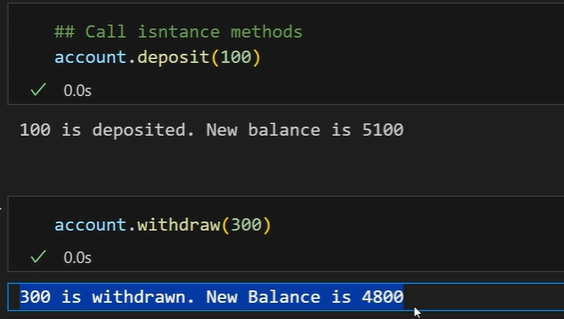 ## Call isntance methods
account.deposit(100)
0.0s
100 is deposited. New balance is 5100
account.withdraw(300)
0.0s
300 is withdrawn. New Balance is 4800